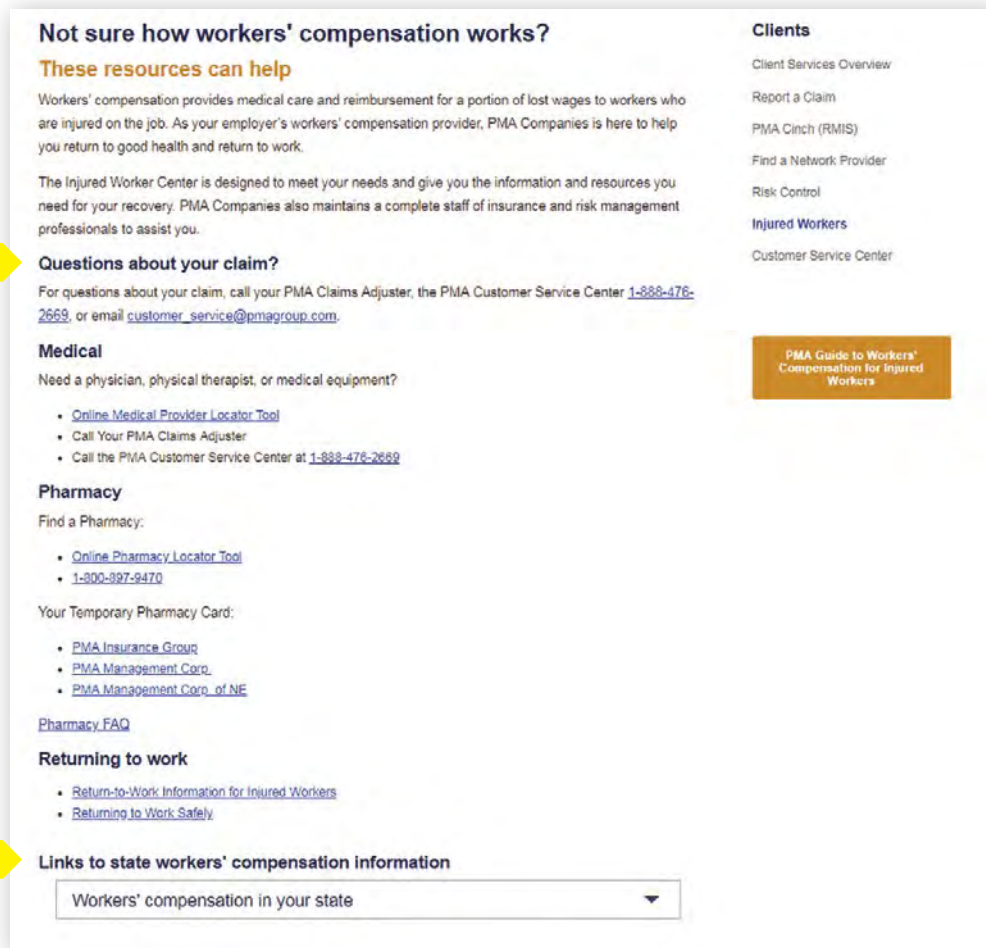 Not sure how workers' compensation works?
These resources can help
Workers' compensation provides medical care and reimbursement for a portion of lost wages to workers who
are injured on the job. As your employer's workers' compensation provider, PMA Companies is here to help
you return to good health and return to work.
The Injured Worker Center is designed to meet your needs and give you the information and resources you
need for your recovery. PMA Companies also maintains a complete staff of insurance and risk management
professionals to assist you.
Questions about your claim?
For questions about your claim, call your PMA Claims Adjuster, the PMA Customer Service Center 1-888-476-
2669, or email customer_service@pmagroup.com.
Medical
Need a physician, physical therapist, or medical equipment?
• Online Medical Provider Locator Tool
• Call Your PMA Claims Adjuster
• Call the PMA Customer Service Center at 1-888-476-2669
Pharmacy
Find a Pharmacy:
• Online Pharmacy Locator Tool
• 1-800-897-9470
Your Temporary Pharmacy Card:
• PMA Insurance Group
• PMA Management Corp.
• PMA Management Corp. of NE
Pharmacy FAQ
Returning to work
• Return-to-Work Information for Injured Workers
• Returning to Work Safely
Links to state workers' compensation information
Workers' compensation in your state
Clients
Client Services Overview
Report a Claim
PMA Cinch (RMIS)
Find a Network Provider
Risk Control
Injured Workers
Customer Service Center
PMA Guide to Workers'
Compensation for Injured
Workers